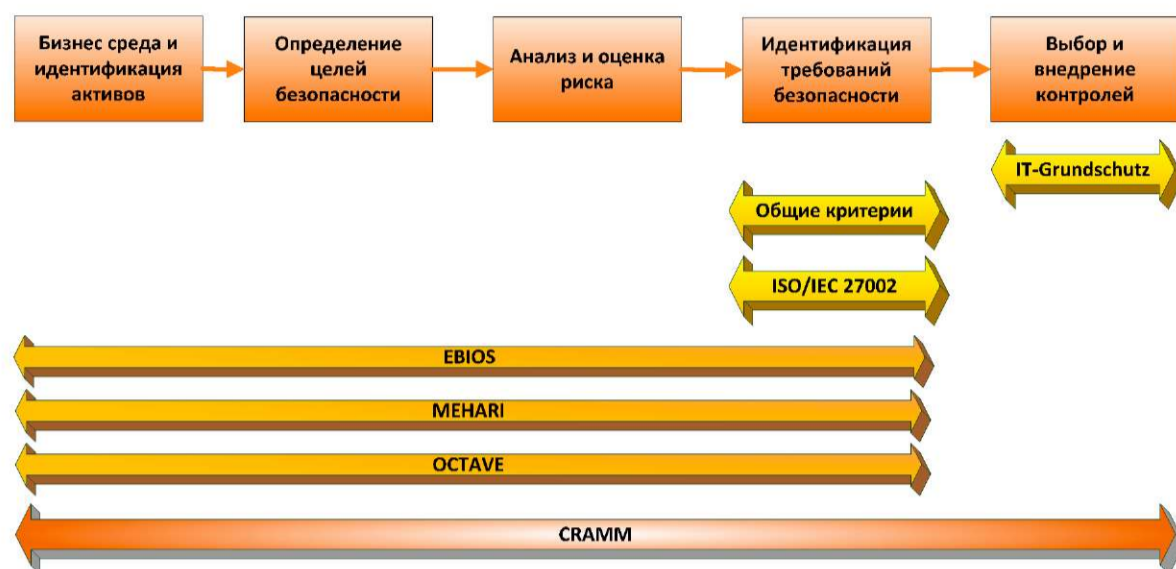 Бизнес среда и
идентификация
активов
Определение
целей
безопасности
Анализ и оценка
риска
Идентификация
требований
безопасности
Выбор и
внедрение
контролей
IT-Grundschutz
Общие критерии
ISO/IEC 27002
EBIOS
MEHARI
OCTAVE
CRAMM